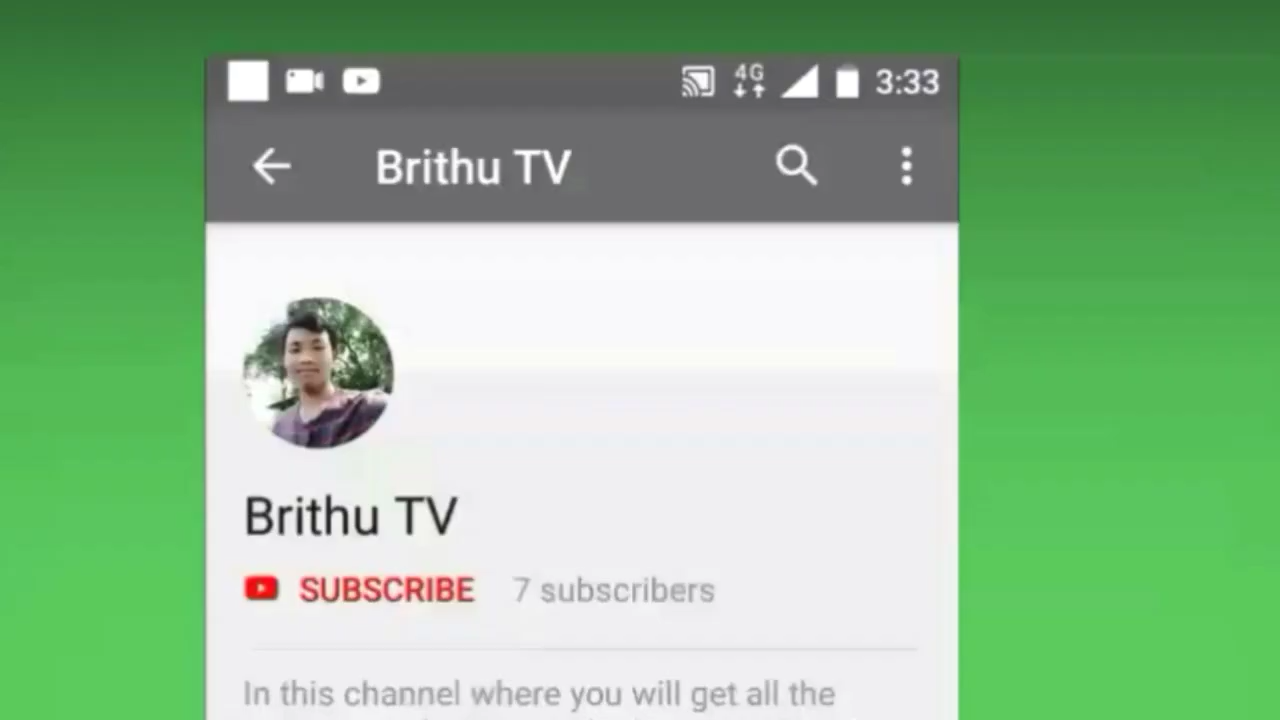 4G 3:33
Brithu TV
Brithu TV
SUBSCRIBE 7 subscribers
In this channel where you will get all the